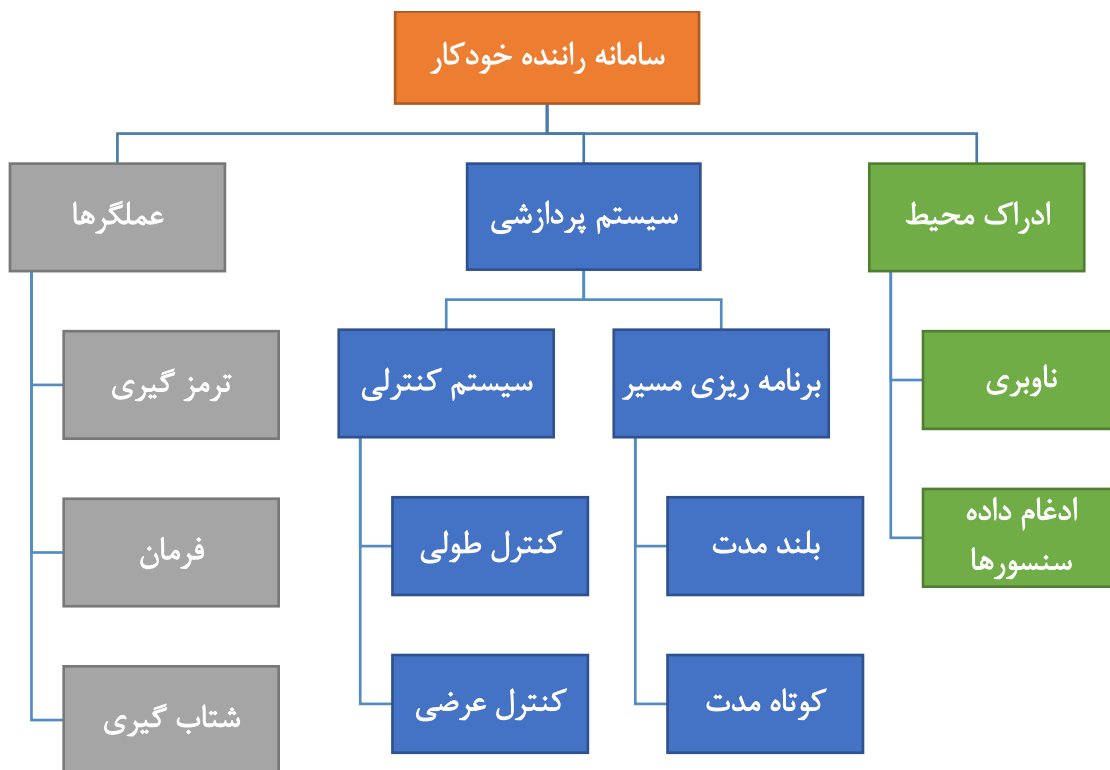 سامانه راننده خودکار
ادراک محیط
سیستم پردازشی
عملگرها
ناوبری
ادغام داده
سنسورها
برنامه ریزی مسیر
سیستم کنترلی
بلند مدت
کوتاه مدت
کنترل طولی
کنترل عرضی
ترمز گیری
فرمان
شتاب گیری